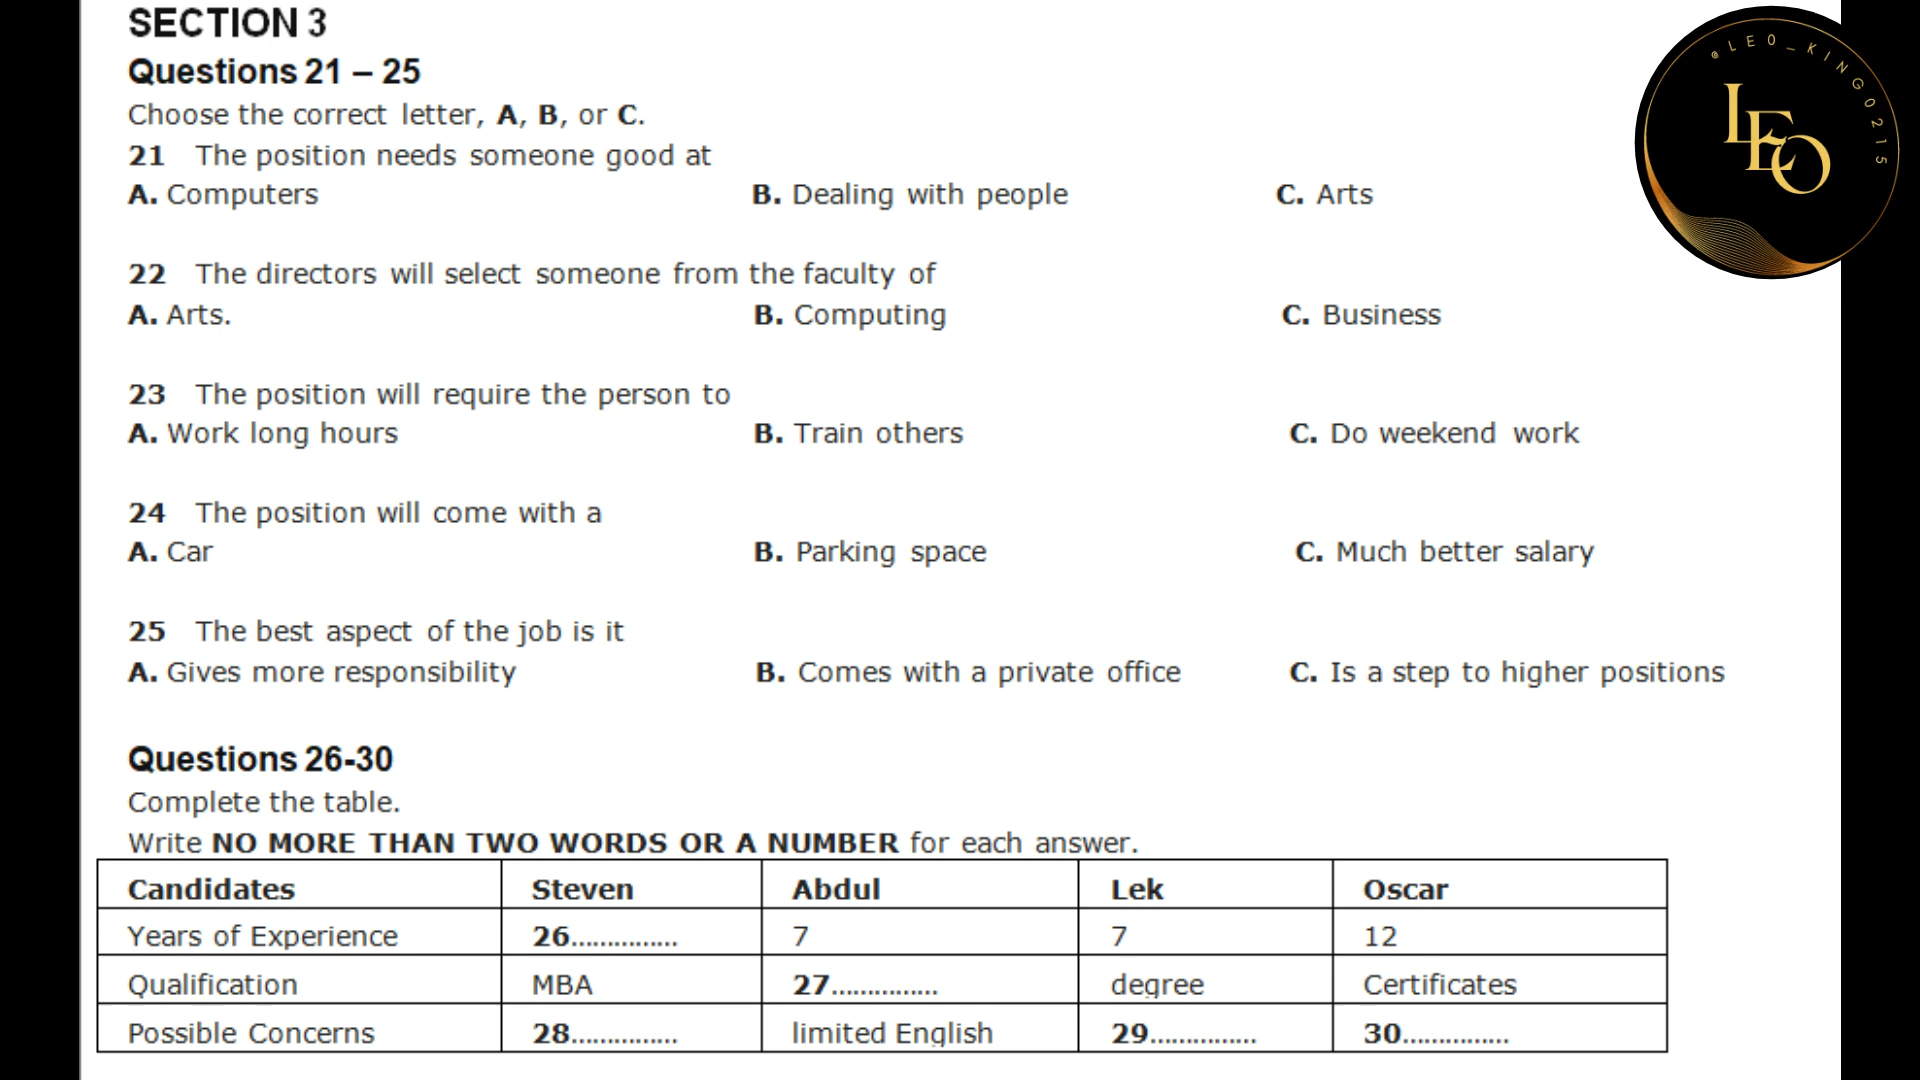 SECTION 3
Questions 21 – 25
Choose the correct letter, A, B, or C.
21 The position needs someone good at
A. Computers B. Dealing with people C. Arts
22 The directors will select someone from the faculty of
A. Arts. B. Computing C. Business
23 The position will require the person to
A. Work long hours B. Train others C. Do weekend work
24 The position will come with a
A. Car B. Parking space C. Much better salary
25 The best aspect of the job is it
A. Gives more responsibility B. Comes with a private office C. Is a step to higher positions
Questions 26-30
Complete the table.
Write NO MORE THAN TWO WORDS OR A NUMBER for each answer.
Candidates Steven Abdul Lek Oscar
Years of Experience 26............... 7 7 12
Qualification MBA 27............... degree Certificates
Possible Concerns 28............... limited English 29............... 30...............
@LEO_KING0215
LEO